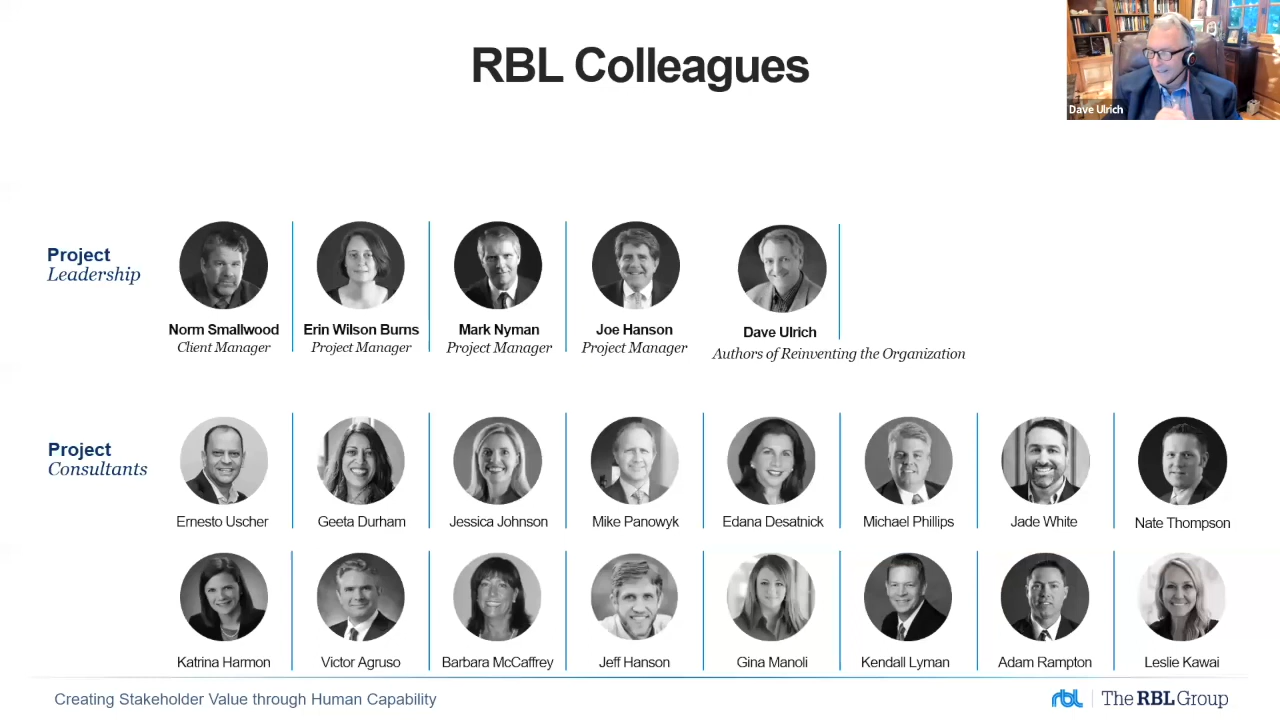 RBL Colleagues
Dave Ulrich
Project
Leadership
Norm Smallwood
Client Manager
Erin Wilson Burns
Project Manager
Mark Nyman
Project Manager
Joe Hanson
Project Manager
Dave Ulrich
Authors of Reinventing the Organization
Project
Consultants
Ernesto Uscher
Geeta Durham
Jessica Johnson
Mike Panowyk
Edana Desatnick
Michael Phillips
Jade White
Nate Thompson
Katrina Harmon
Victor Agruso
Barbara McCaffrey
Jeff Hanson
Gina Manoli
Kendall Lyman
Adam Rampton
Leslie Kawai
Creating Stakeholder Value through Human Capability
rbl The RBL Group